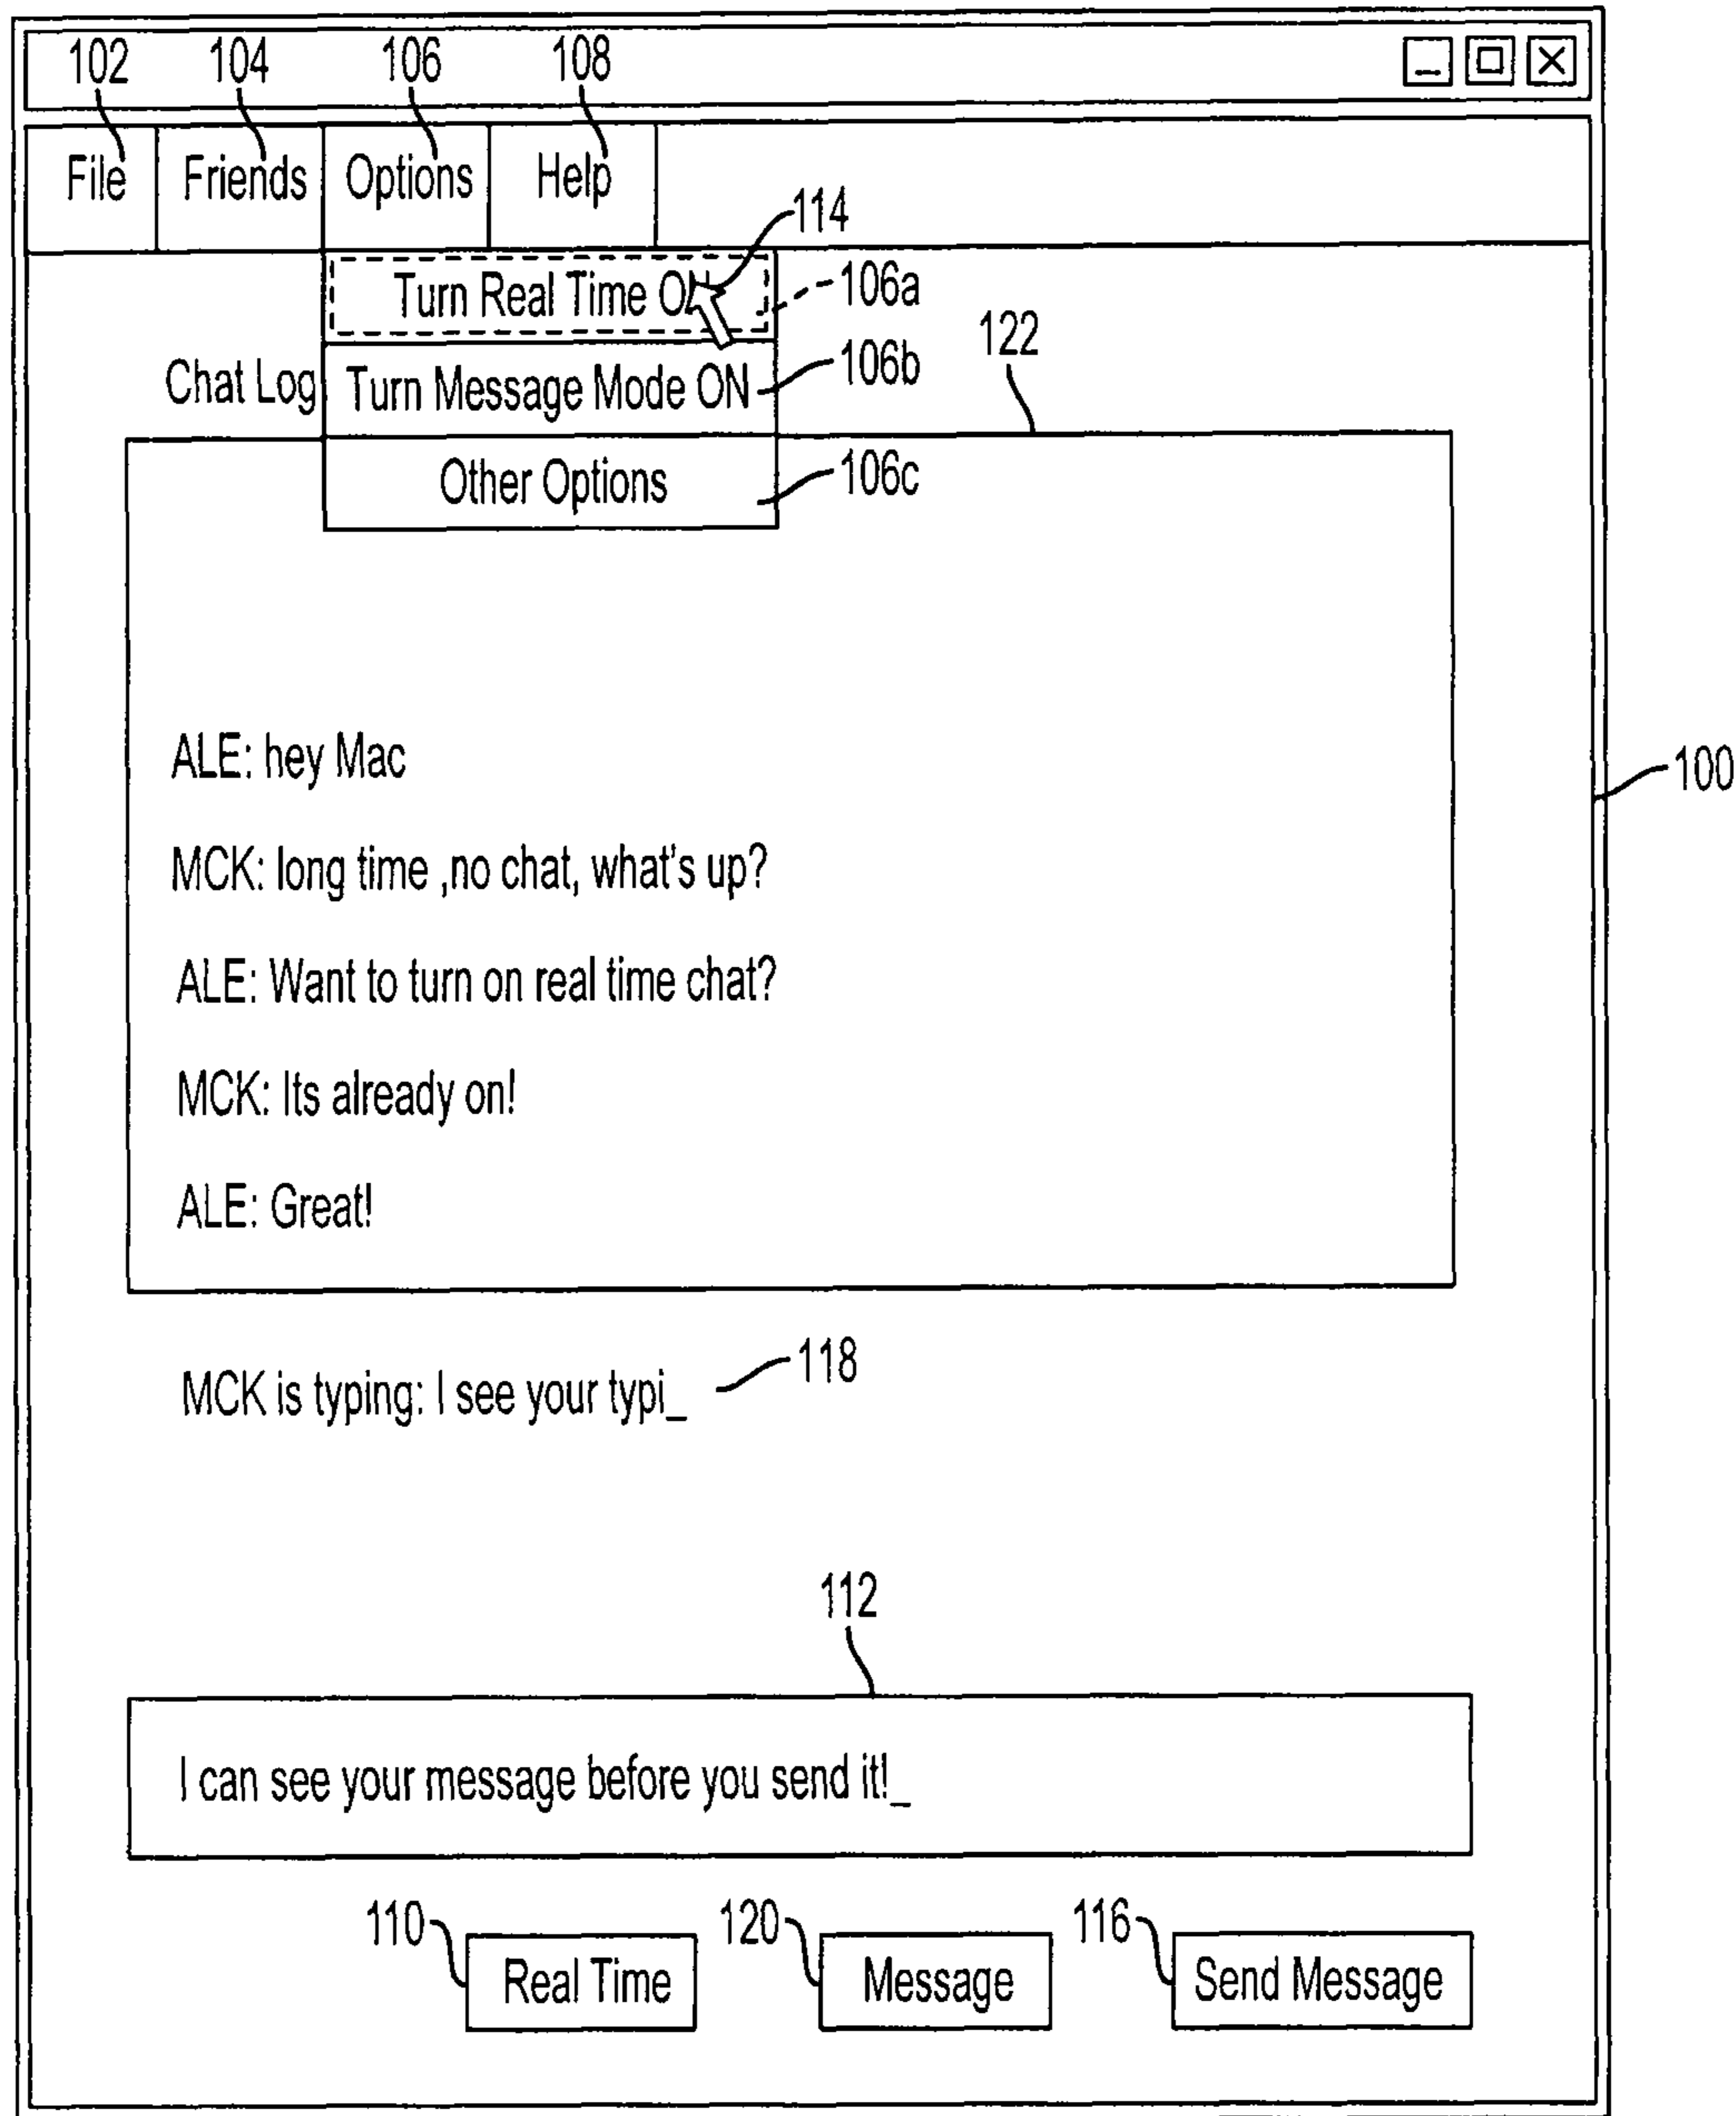 102 104 106 108
File Friends Options Help
114
Turn Real Time ON 106a
122
Chat Log Turn Message Mode ON 106b
Other Options 106c
ALE: hey Mac
100
MCK: long time ,no chat, what's up?
ALE: Want to turn on real time chat?
MCK: Its already on!
ALE: Great!
118
MCK is typing: I see your typi_
112
I can see your message before you send it!_
110 120 116
Real Time Message Send Message